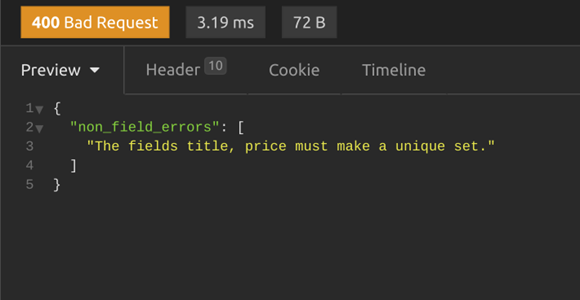 400 Bad Request 3.19 ms 72 B
Preview Header 10 Cookie Timeline
1 {
2 "non_field_errors": [
3 "The fields title, price must make a unique set."
4 ]
5 }